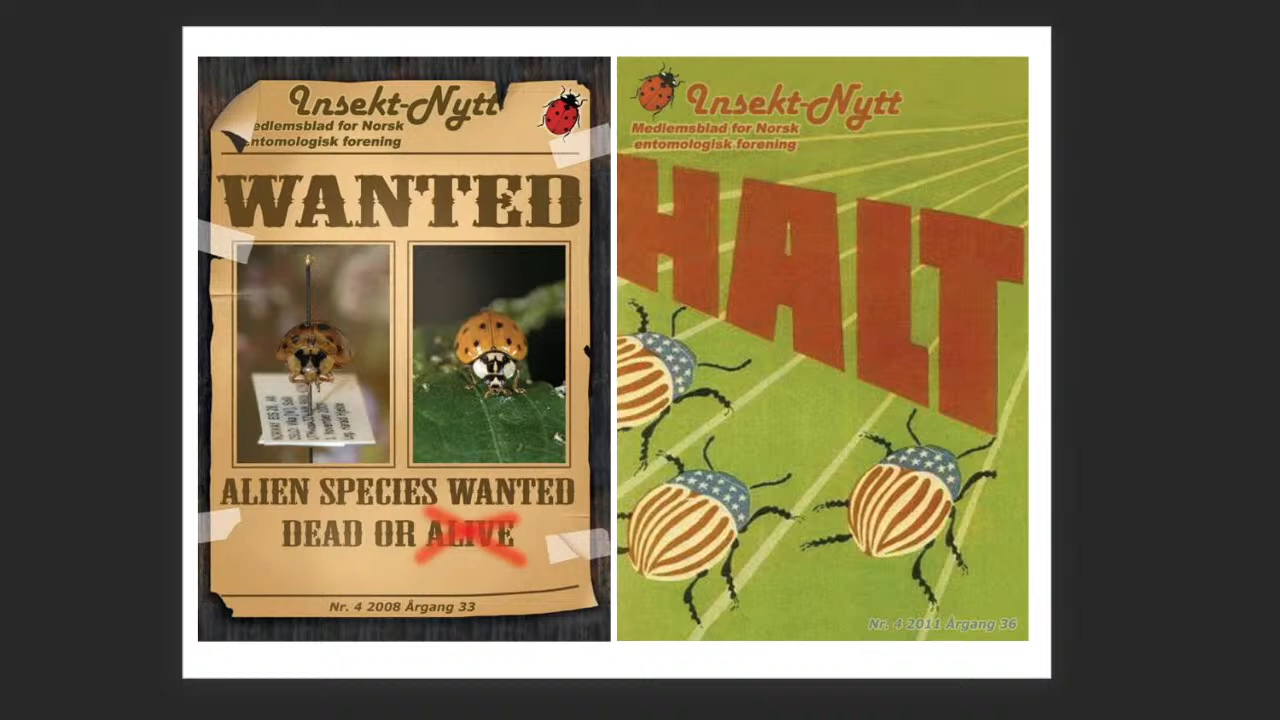 Insekt-Nytt
edlemsblad for Norsk
entomologisk forening
WANTED
ALIEN SPECIES WANTED
DEAD OR ALIVE
Nr. 4 2008 Årgang 33
Insekt-Nytt
Medlemsblad for Norsk
entomologisk forening
HALT
Nr. 4 2011 Årgang 36